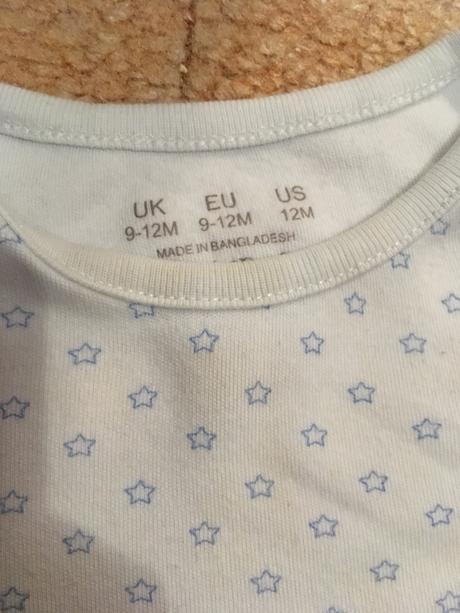 UK EU US
9-12M 9-12M 12M
MADE IN BANGLADESH